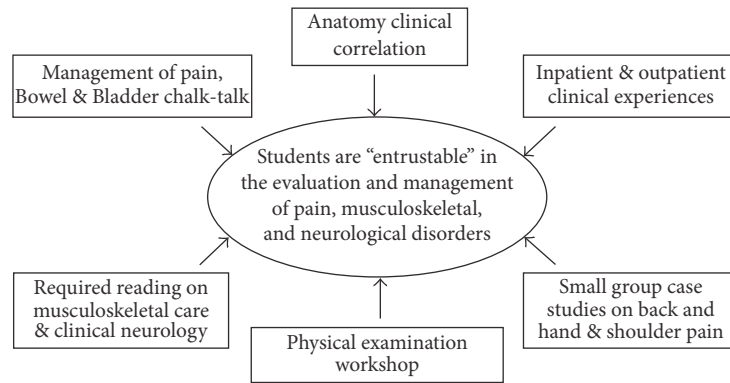 Anatomy clinical
correlation
Management of pain,
Bowel & Bladder chalk-talk
Inpatient & outpatient
clinical experiences
Students are “entrustable” in
the evaluation and management
of pain, musculoskeletal,
and neurological disorders
Required reading on
musculoskeletal care
& clinical neurology
Physical examination
workshop
Small group case
studies on back and
hand & shoulder pain